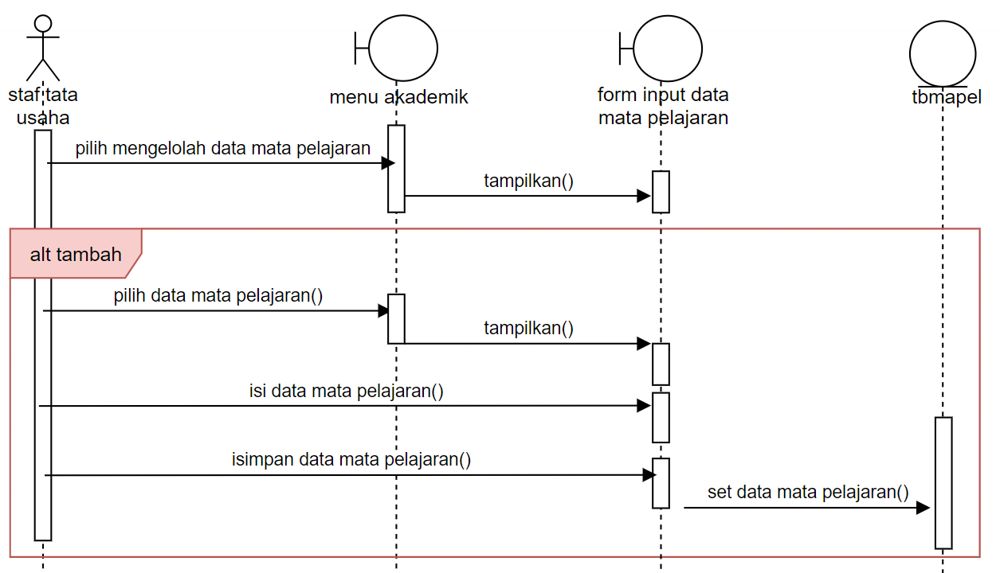 staf tata
usaha
menu akademik
form input data
mata pelajaran
tbmapel
pilih mengelolah data mata pelajaran
tampilkan()
alt tambah
pilih data mata pelajaran()
tampilkan()
isi data mata pelajaran()
isimpan data mata pelajaran()
set data mata pelajaran()